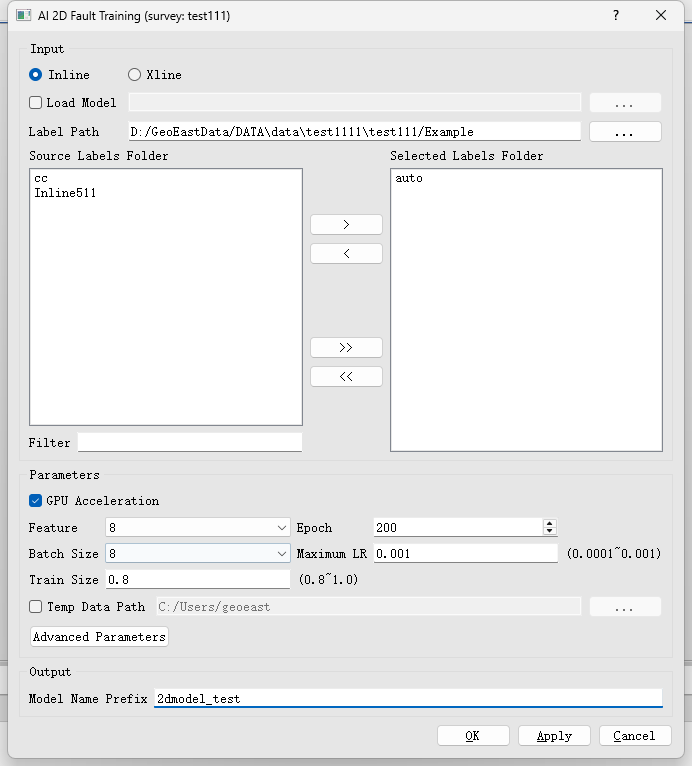 AI 2D Fault Training (survey: test111)
?
Input
Inline Xline
Load Model ...
Label Path D:/GeoEastData/DATA\data\test1111\test111/Example ...
Source Labels Folder Selected Labels Folder
cc auto
Inline511
>
<
>>
<<
Filter
Parameters
GPU Acceleration
Feature 8 Epoch 200
Batch Size 8 Maximum LR 0.001 (0.0001~0.001)
Train Size 0.8 (0.8~1.0)
Temp Data Path C:/Users/geoeast ...
Advanced Parameters
Output
Model Name Prefix 2dmodel_test
OK Apply Cancel